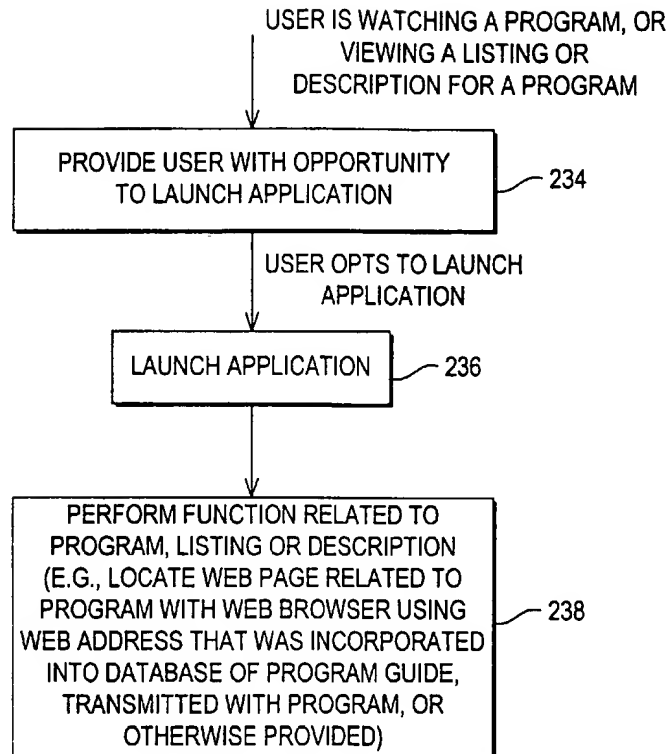 USER IS WATCHING A PROGRAM, OR
VIEWING A LISTING OR
DESCRIPTION FOR A PROGRAM
PROVIDE USER WITH OPPORTUNITY
TO LAUNCH APPLICATION
234
USER OPTS TO LAUNCH
APPLICATION
LAUNCH APPLICATION
236
PERFORM FUNCTION RELATED TO
PROGRAM, LISTING OR DESCRIPTION
(E.G., LOCATE WEB PAGE RELATED TO
PROGRAM WITH WEB BROWSER USING
WEB ADDRESS THAT WAS INCORPORATED
INTO DATABASE OF PROGRAM GUIDE,
TRANSMITTED WITH PROGRAM, OR
OTHERWISE PROVIDED)
238